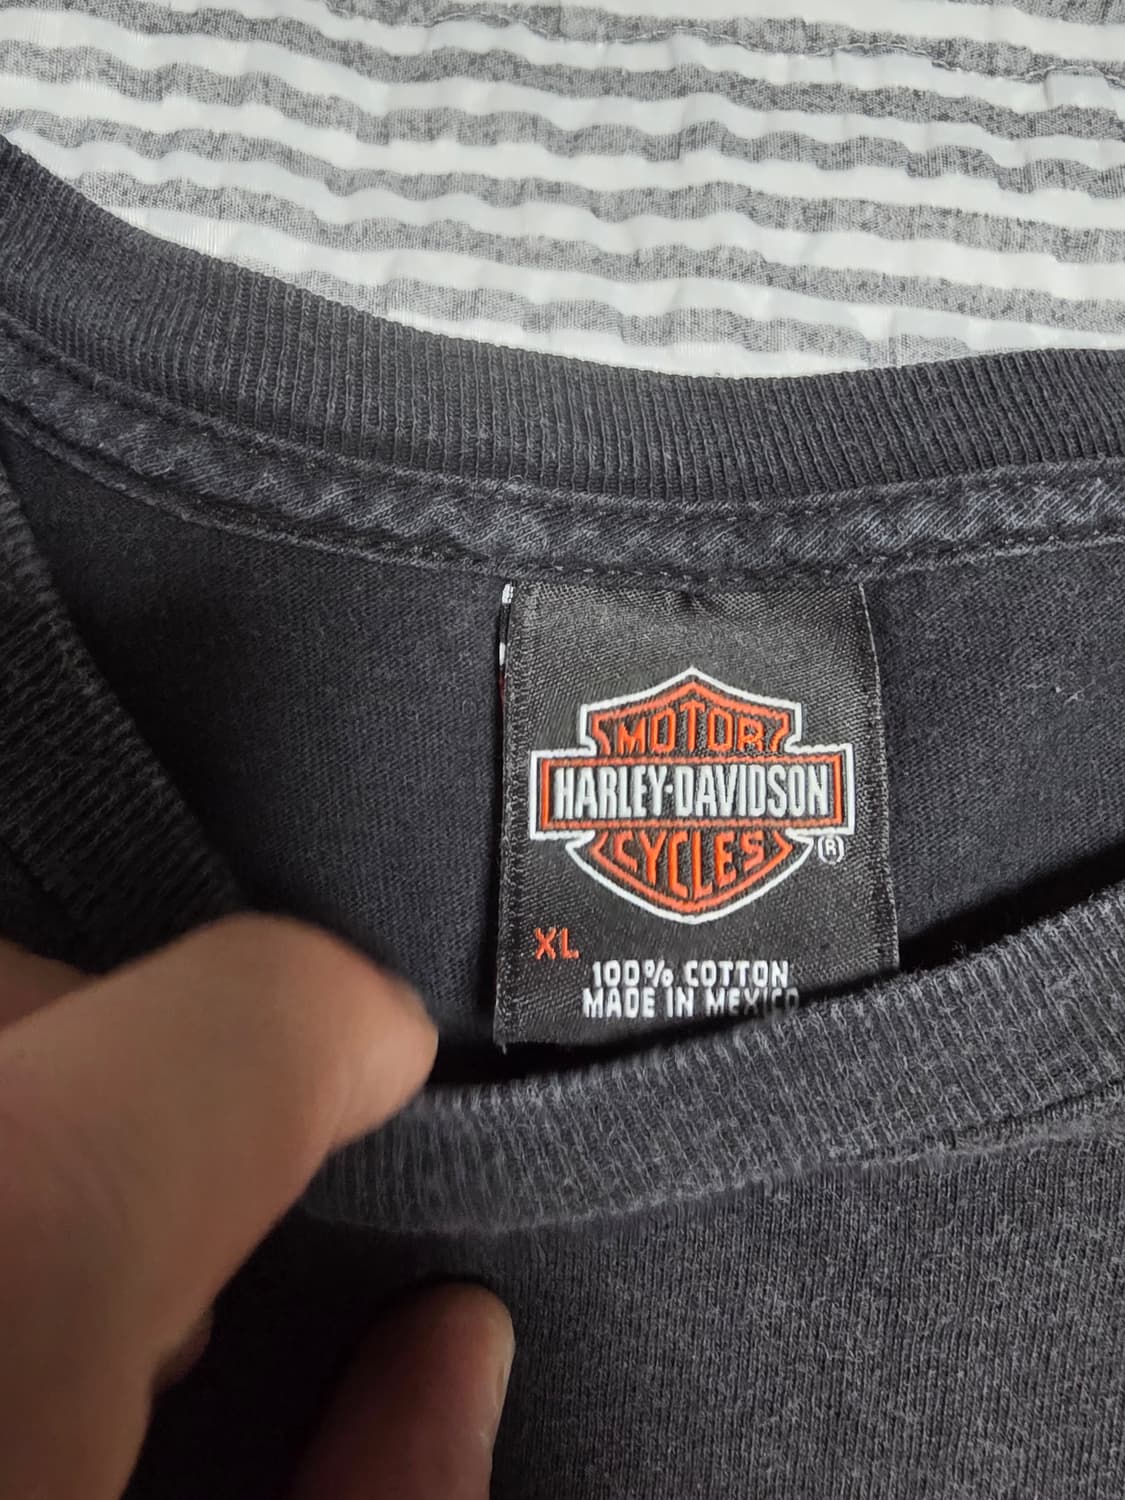 MOTOR
HARLEY-DAVIDSON
CYCLES
®
XL
100% COTTON
MADE IN MEXICO